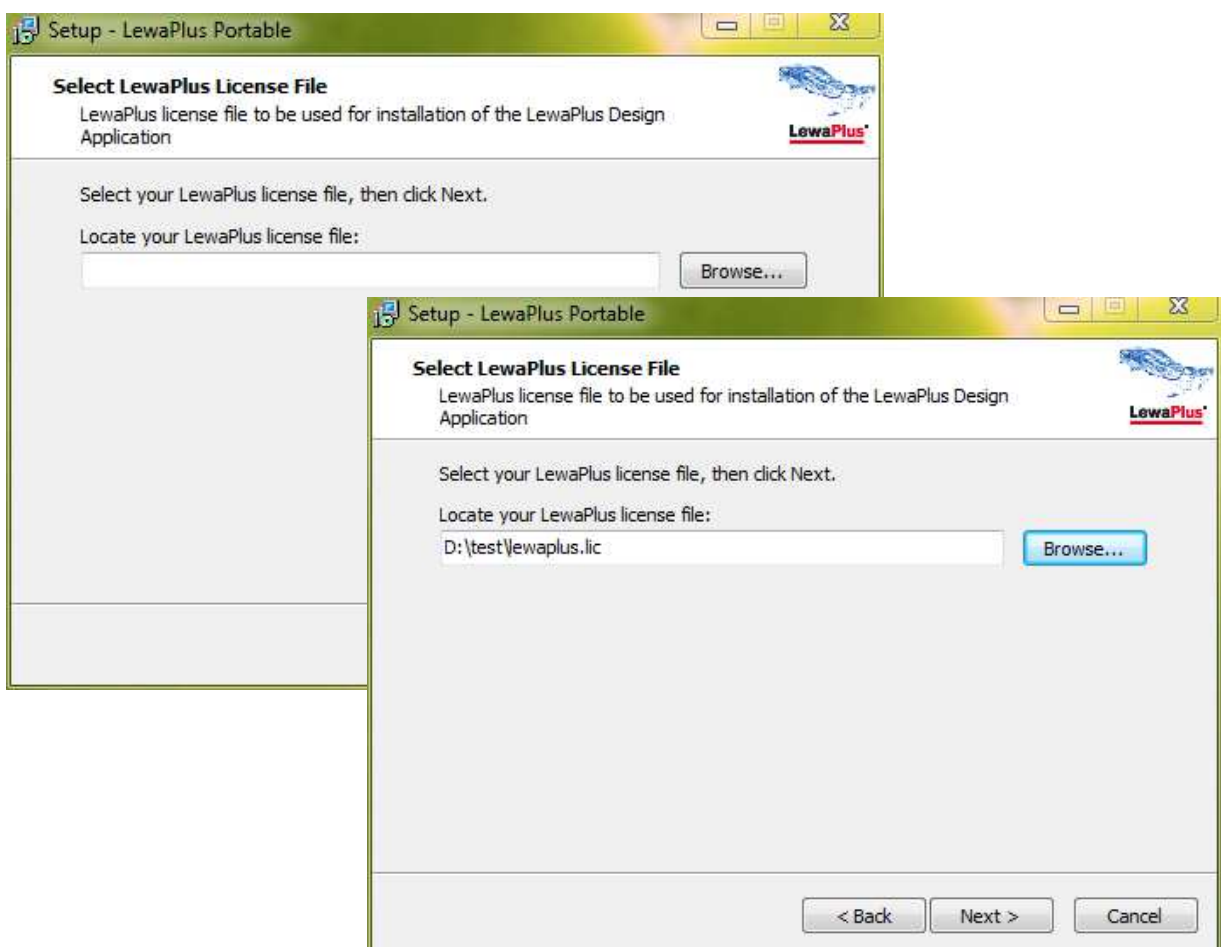 Setup - LewaPlus Portable
Select LewaPlus License File
LewaPlus license file to be used for installation of the LewaPlus Design
Application
LewaPlus
Select your LewaPlus license file, then click Next.
Locate your LewaPlus license file:
Browse...
Setup - LewaPlus Portable
Select LewaPlus License File
LewaPlus license file to be used for installation of the LewaPlus Design
Application
LewaPlus
Select your LewaPlus license file, then click Next.
Locate your LewaPlus license file:
D:\test\lewaplus.lic
Browse...
< Back
Next >
Cancel